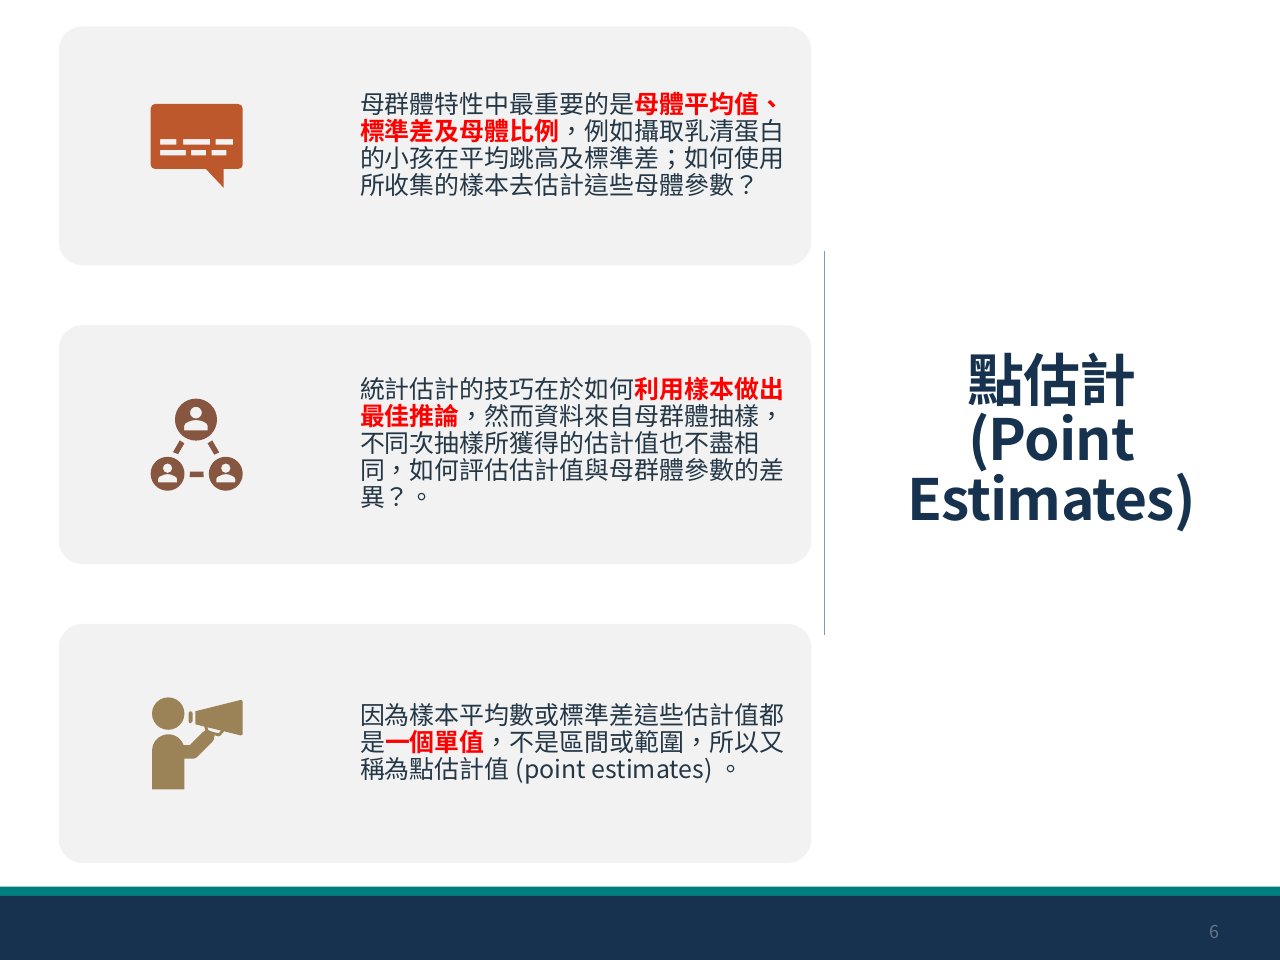 母群體特性中最重要的是母體平均值、
標準差及母體比例，例如攝取乳清蛋白
的小孩在平均跳高及標準差；如何使用
所收集的樣本去估計這些母體參數？
統計估計的技巧在於如何利用樣本做出
最佳推論，然而資料來自母群體抽樣，
不同次抽樣所獲得的估計值也不盡相
同，如何評估估計值與母群體參數的差
異？。
因為樣本平均數或標準差這些估計值都
是一個單值，不是區間或範圍，所以又
稱為點估計值 (point estimates) 。
點估計
(Point
Estimates)
6